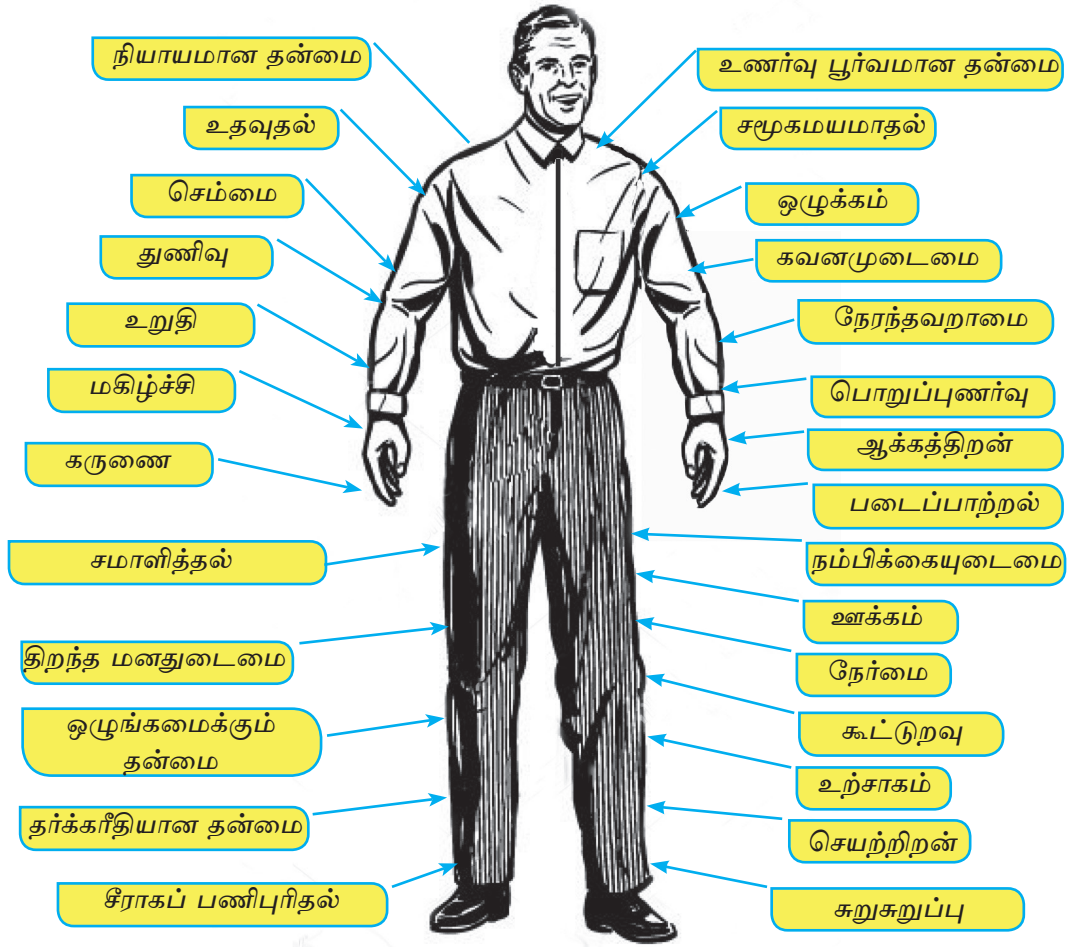 நியாயமான தன்மை
உதவுதல்
செம்மை
துணிவு
உறுதி
மகிழ்ச்சி
கருணை
சமாளித்தல்
திறந்த மனதுடைமை
ஒழுங்கமைக்கும்
தன்மை
தர்க்கரீதியான தன்மை
சீராகப் பணிபுரிதல்
உணர்வு பூர்வமான தன்மை
சமூகமயமாதல்
ஒழுக்கம்
கவனமுடைமை
நேரந்தவறாமை
பொறுப்புணர்வு
ஆக்கத்திறன்
படைப்பாற்றல்
நம்பிக்கையுடைமை
ஊக்கம்
நேர்மை
கூட்டுறவு
உற்சாகம்
செயற்றிறன்
சுறுசுறுப்பு